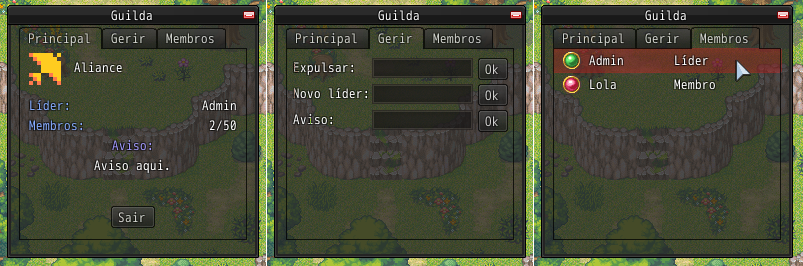 Guilda
Principal Gerir Membros
Aliance
Líder: Admin
Membros: 2/50
Aviso:
Aviso aqui.
Sair
Guilda
Principal Gerir Membros
Expulsar: Ok
Novo líder: Ok
Aviso: Ok
Guilda
Principal Gerir Membros
Admin Líder
Lola Membro